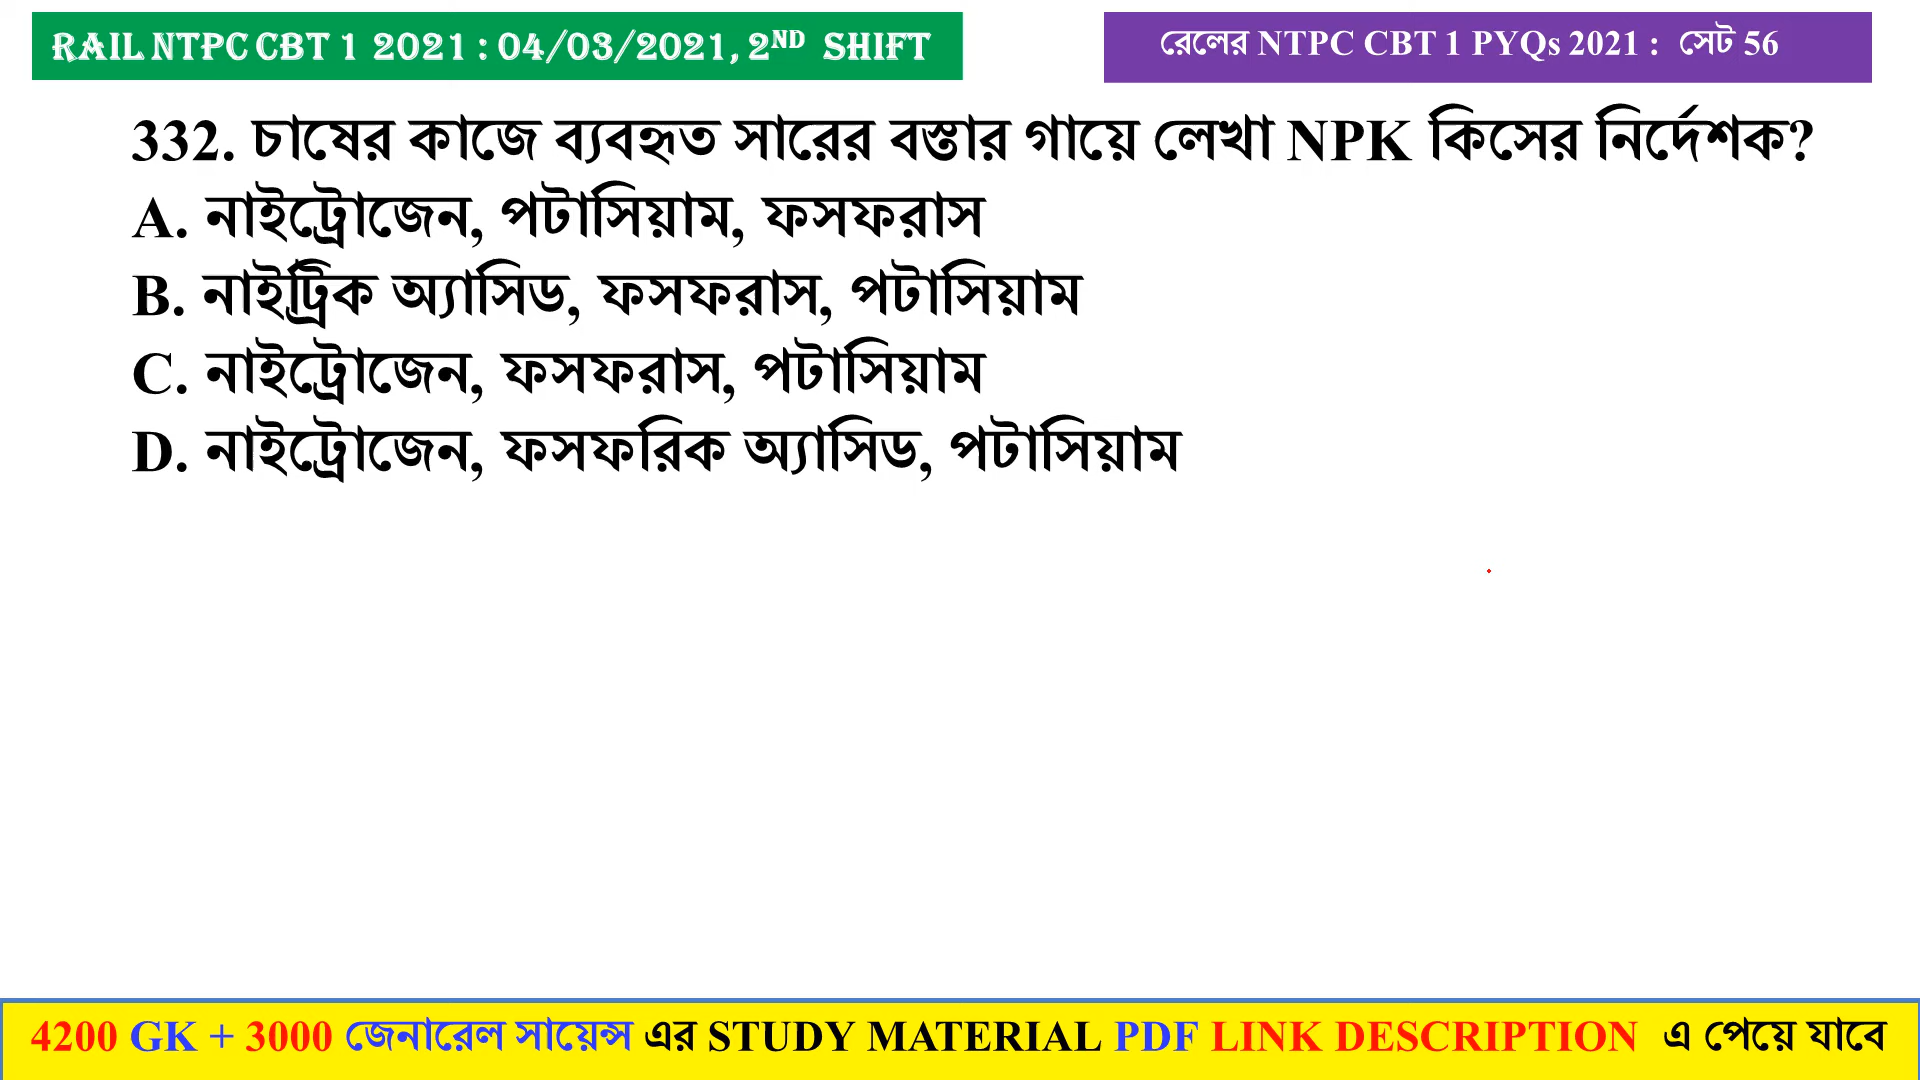 RAIL NTPC CBT 1 2021 : 04/03/2021, 2ND SHIFT
রেলের NTPC CBT 1 PYQs 2021 : সেট 56
332. চাষের কাজে ব্যবহৃত সারের বস্তার গায়ে লেখা NPK কিসের নির্দেশক?
A. নাইট্রোজেন, পটাসিয়াম, ফসফরাস
B. নাইট্রিক অ্যাসিড, ফসফরাস, পটাসিয়াম
C. নাইট্রোজেন, ফসফরাস, পটাসিয়াম
D. নাইট্রোজেন, ফসফরিক অ্যাসিড, পটাসিয়াম
4200 GK + 3000 জেনারেল সায়েন্স এর STUDY MATERIAL PDF LINK DESCRIPTION এ পেয়ে যাবে